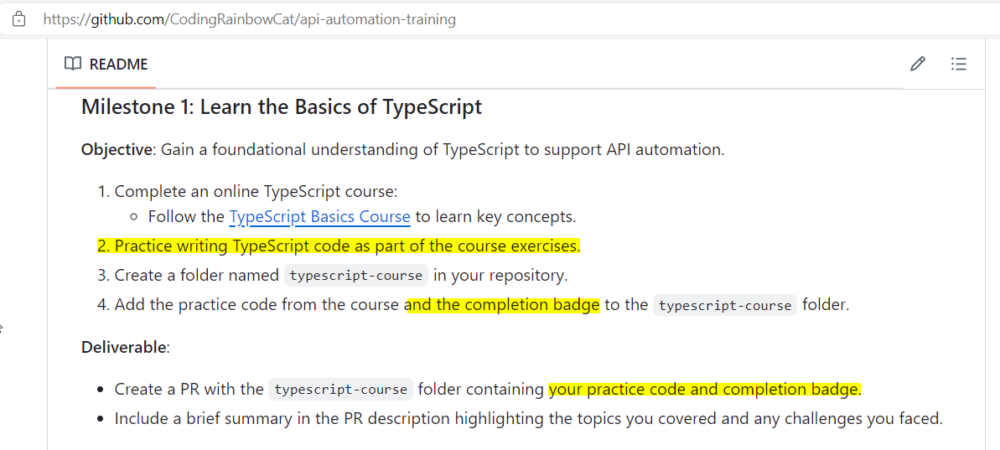 https://github.com/CodingRainbowCat/api-automation-training
README
Milestone 1: Learn the Basics of TypeScript
Objective: Gain a foundational understanding of TypeScript to support API automation.
1. Complete an online TypeScript course:
Follow the TypeScript Basics Course to learn key concepts.
2. Practice writing TypeScript code as part of the course exercises.
3. Create a folder named typescript-course in your repository.
4. Add the practice code from the course and the completion badge to the typescript-course folder.
Deliverable:
Create a PR with the typescript-course folder containing your practice code and completion badge.
Include a brief summary in the PR description highlighting the topics you covered and any challenges you faced.